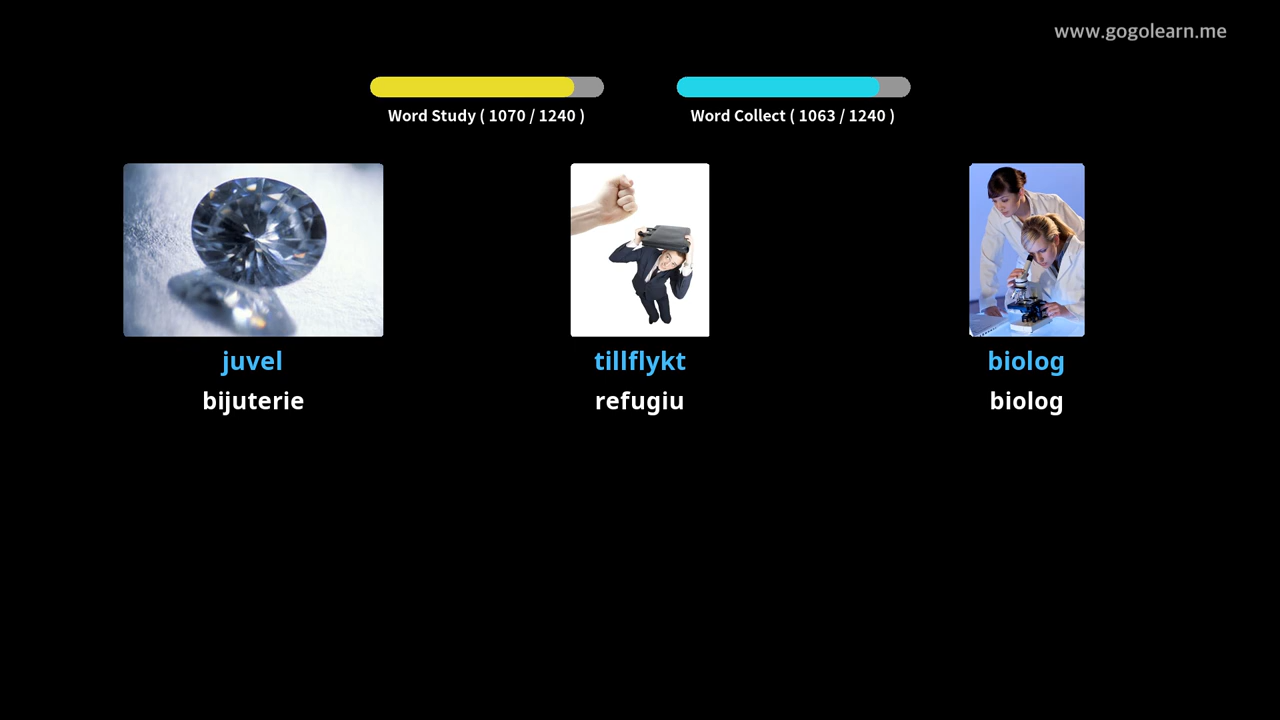 www.gogolearn.me
Word Study ( 1070 / 1240 )
Word Collect ( 1063 / 1240 )
juvel
bijuterie
tillflykt
refugiu
biolog
biolog